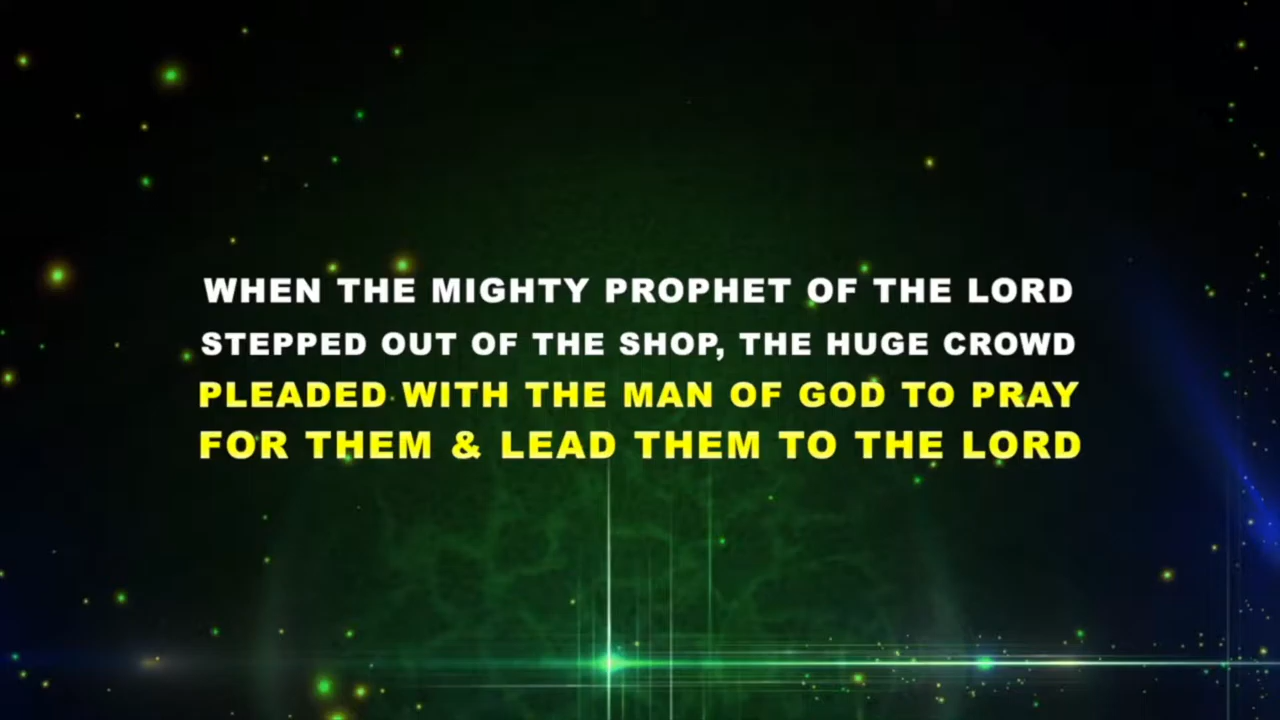 WHEN THE MIGHTY PROPHET OF THE LORD
STEPPED OUT OF THE SHOP, THE HUGE CROWD
PLEADED WITH THE MAN OF GOD TO PRAY
FOR THEM & LEAD THEM TO THE LORD